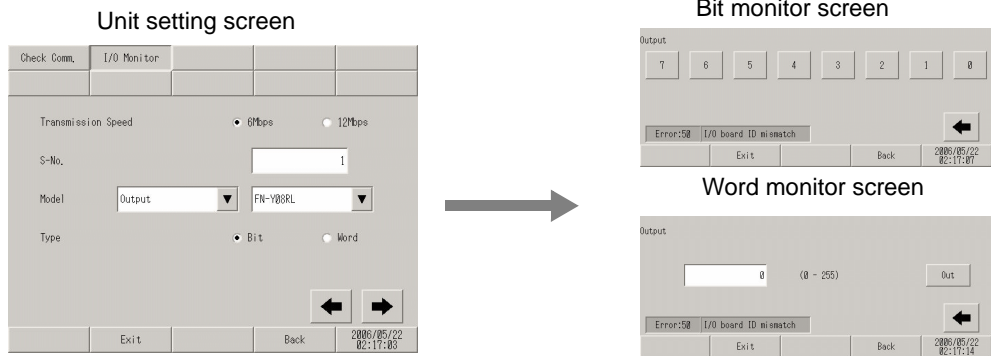 Unit setting screen
Check Comm. I/O Monitor
Transmission Speed 6Mbps 12Mbps
S-No. 1
Model Output FN-Y08RL
Type Bit Word
Exit Back 2006/05/22
02:17:03
Bit monitor screen
Output
7 6 5 4 3 2 1 0
Error:50 I/O board ID mismatch
Exit Back 2006/05/22
02:17:07
Word monitor screen
Output
0 (0 - 255) Out
Error:50 I/O board ID mismatch
Exit Back 2006/05/22
02:17:14